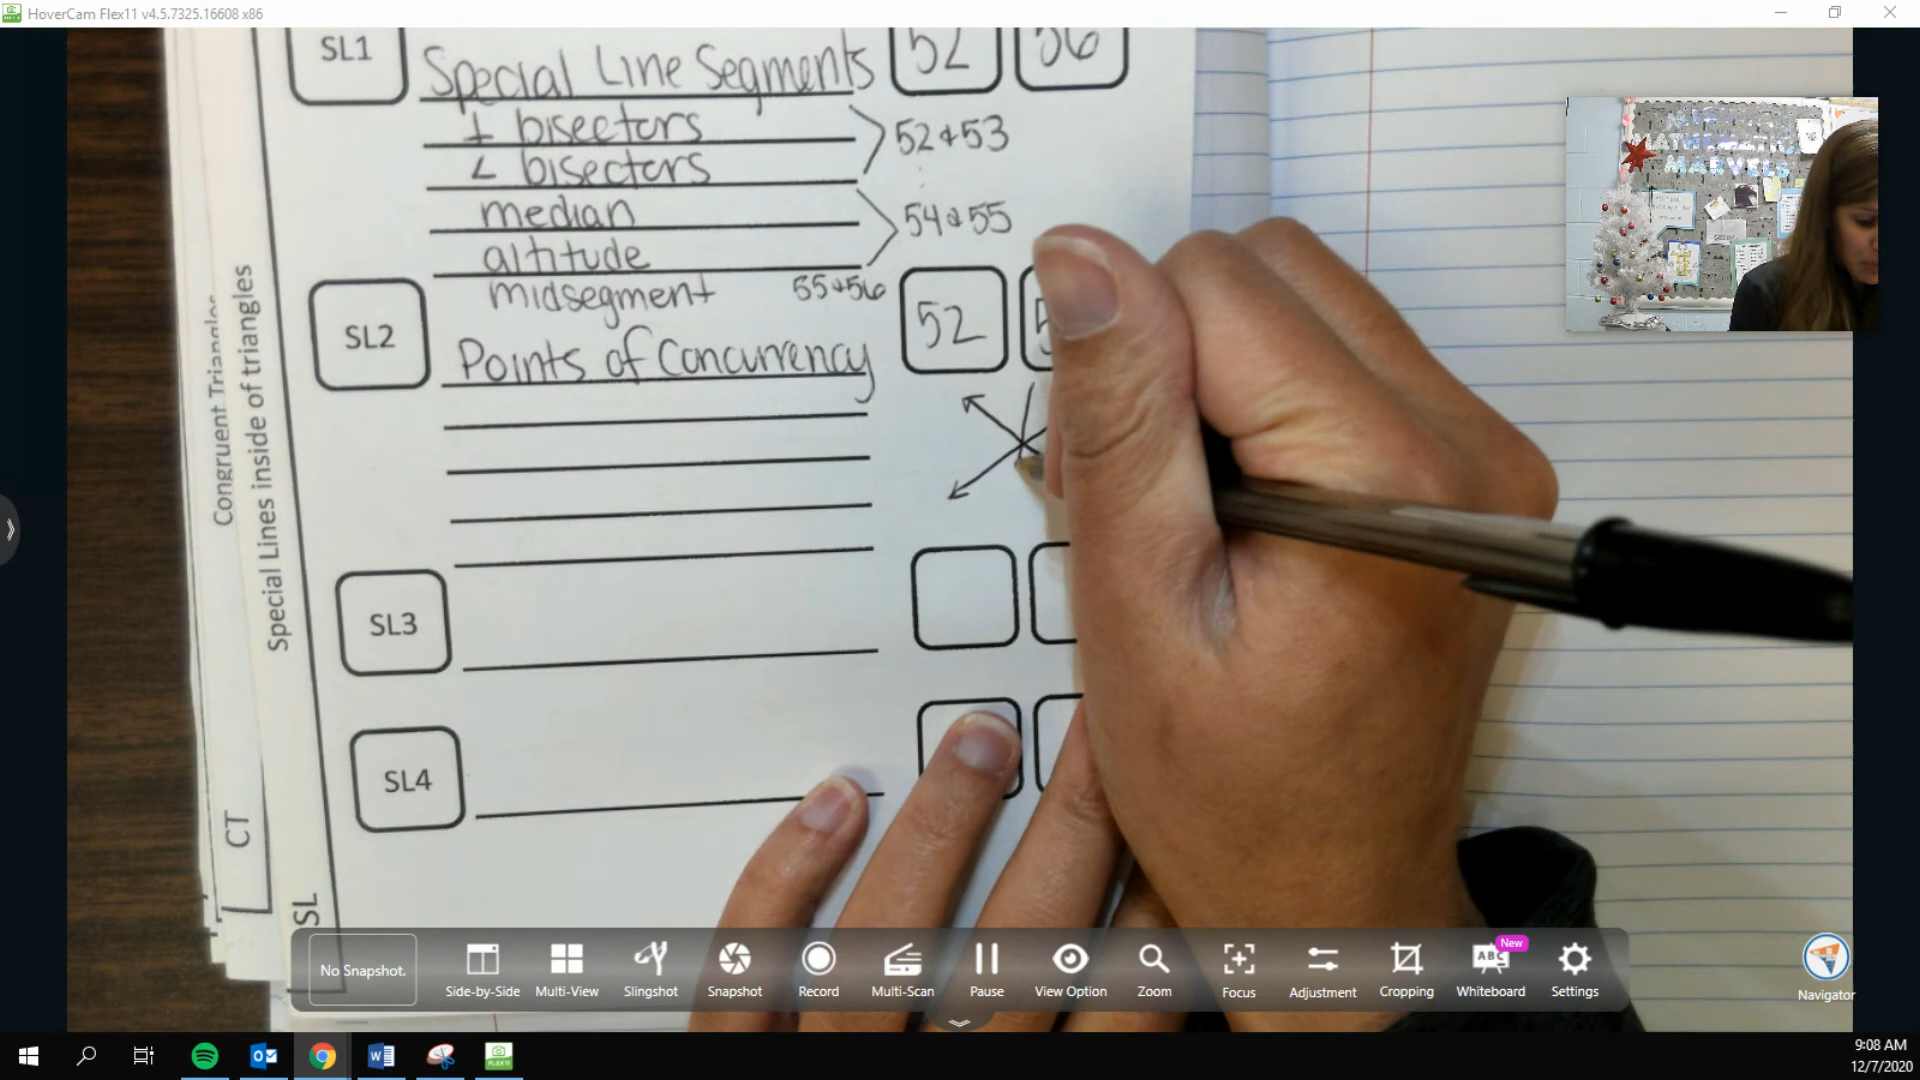 HoverCam Flex11 v4.5.7325.16608 x86
SL1
Special Line Segments
52
56
⊥ bisectors
∠ bisectors
52 & 53
median
altitude
54 & 55
midsegment
55 & 56
SL2
Points of Concurrency
52
SL3
SL4
Congruent Triangles
Special Lines inside of triangles
CT
SL
No Snapshot.
Side-by-Side
Multi-View
Slingshot
Snapshot
Record
Multi-Scan
Pause
View Option
Zoom
Focus
Adjustment
Cropping
New
ABC
Whiteboard
Settings
Navigator
9:08 AM
12/7/2020